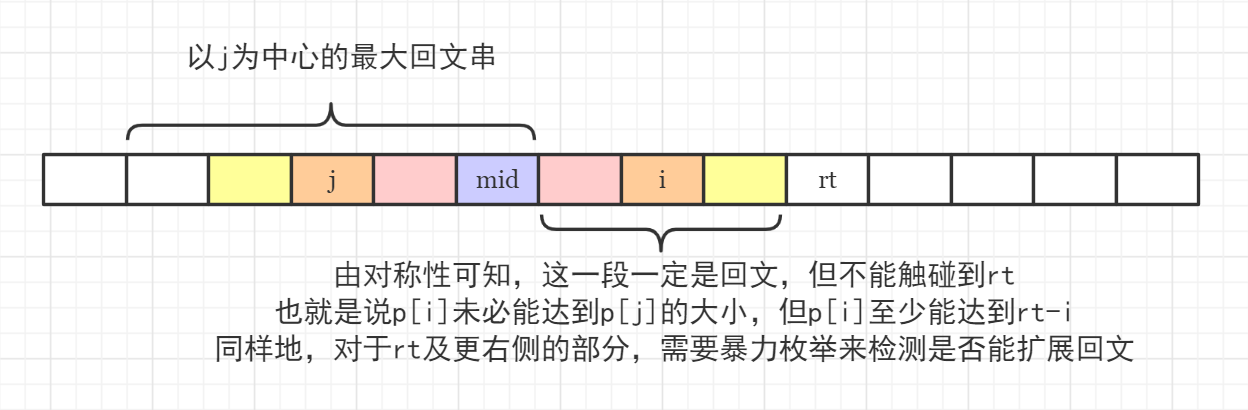 以j为中心的最大回文串
j mid i rt
由对称性可知，这一段一定是回文，但不能触碰到rt
也就是说p[i]未必能达到p[j]的大小，但p[i]至少能达到rt-i
同样地，对于rt及更右侧的部分，需要暴力枚举来检测是否能扩展回文